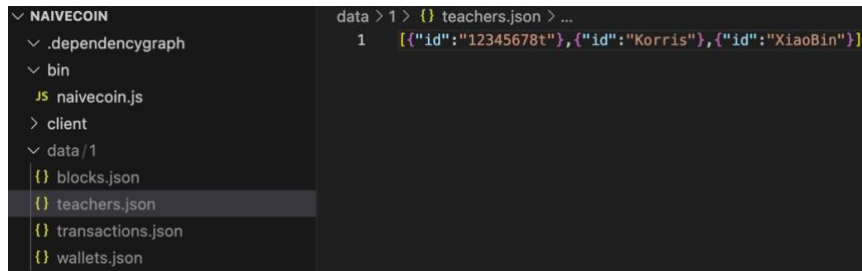 NAIVECOIN
.dependencygraph
bin
JS naivecoin.js
client
data/1
{} blocks.json
{} teachers.json
{} transactions.json
{} wallets.json
data > 1 > {} teachers.json > ...
1 [{"id":"12345678t"},{"id":"Korris"},{"id":"XiaoBin"}]